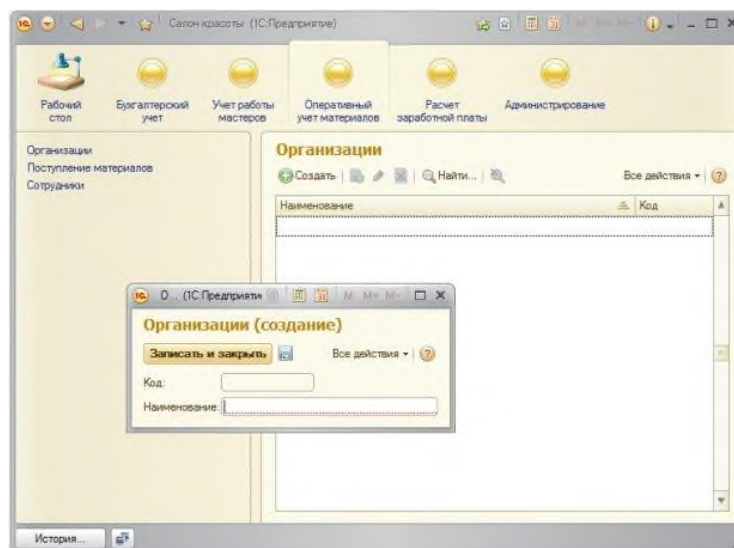 Салон красоты (1С:Предприятие)
M M+ M-
Рабочий стол
Бухгалтерский учет
Учет работы мастеров
Оперативный учет материалов
Расчет заработной платы
Администрирование
Организации
Поступление материалов
Сотрудники
Организации
Создать Найти... Все действия
Наименование Код
О... (1С:Предприятие M M+ M-
Организации (создание)
Записать и закрыть Все действия
Код:
Наименование:
История...